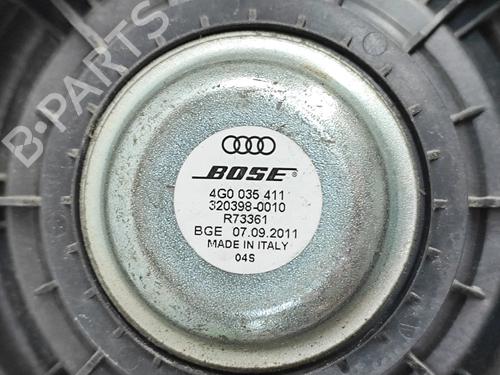 BOSE
4G0 035 411
320398-0010
R73361
BGE 07.09.2011
MADE IN ITALY
04S
B-PARTS